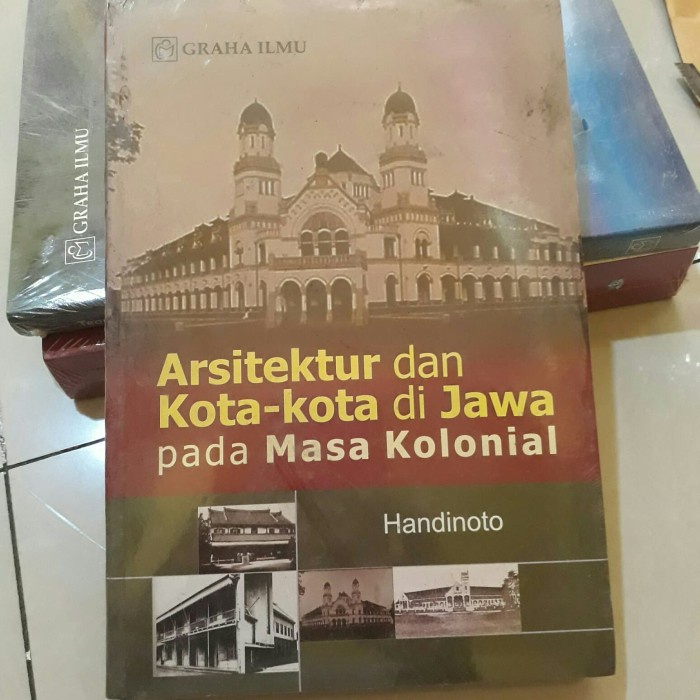 GRAHA ILMU
GRAHA ILMU
Arsitektur dan
Kota-kota di Jawa
pada Masa Kolonial
Handinoto